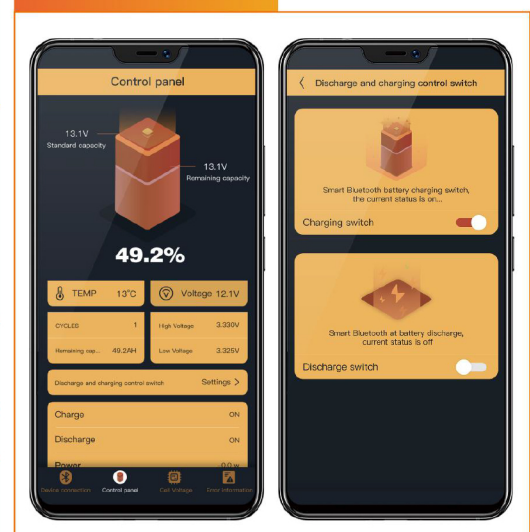 Control panel
13.1V
Standard capacity
13.1V
Remaining capacity
49.2%
TEMP 13°C
Voltage 12.1V
CYCLED 1
High Voltage 3.330V
Remaining cap... 49.2AH
Low Voltage 3.325V
Discharge and charging control switch Settings >
Charge ON
Discharge ON
Power 0.0 w
Device connection Control panel Cell Voltage Error Information
< Discharge and charging control switch
Smart Bluetooth battery charging switch,
the current status is on...
Charging switch
Smart Bluetooth at battery discharge,
current status is off
Discharge switch